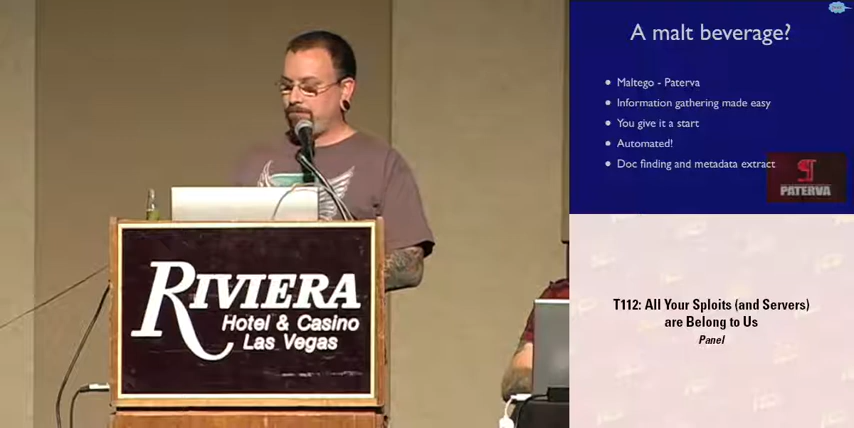 A malt beverage?
Maltego - Paterva
Information gathering made easy
You give it a start
Automated!
Doc finding and metadata extract
PATERVA
RIVIERA
Hotel & Casino
Las Vegas
T112: All Your Sploits (and Servers)
are Belong to Us
Panel